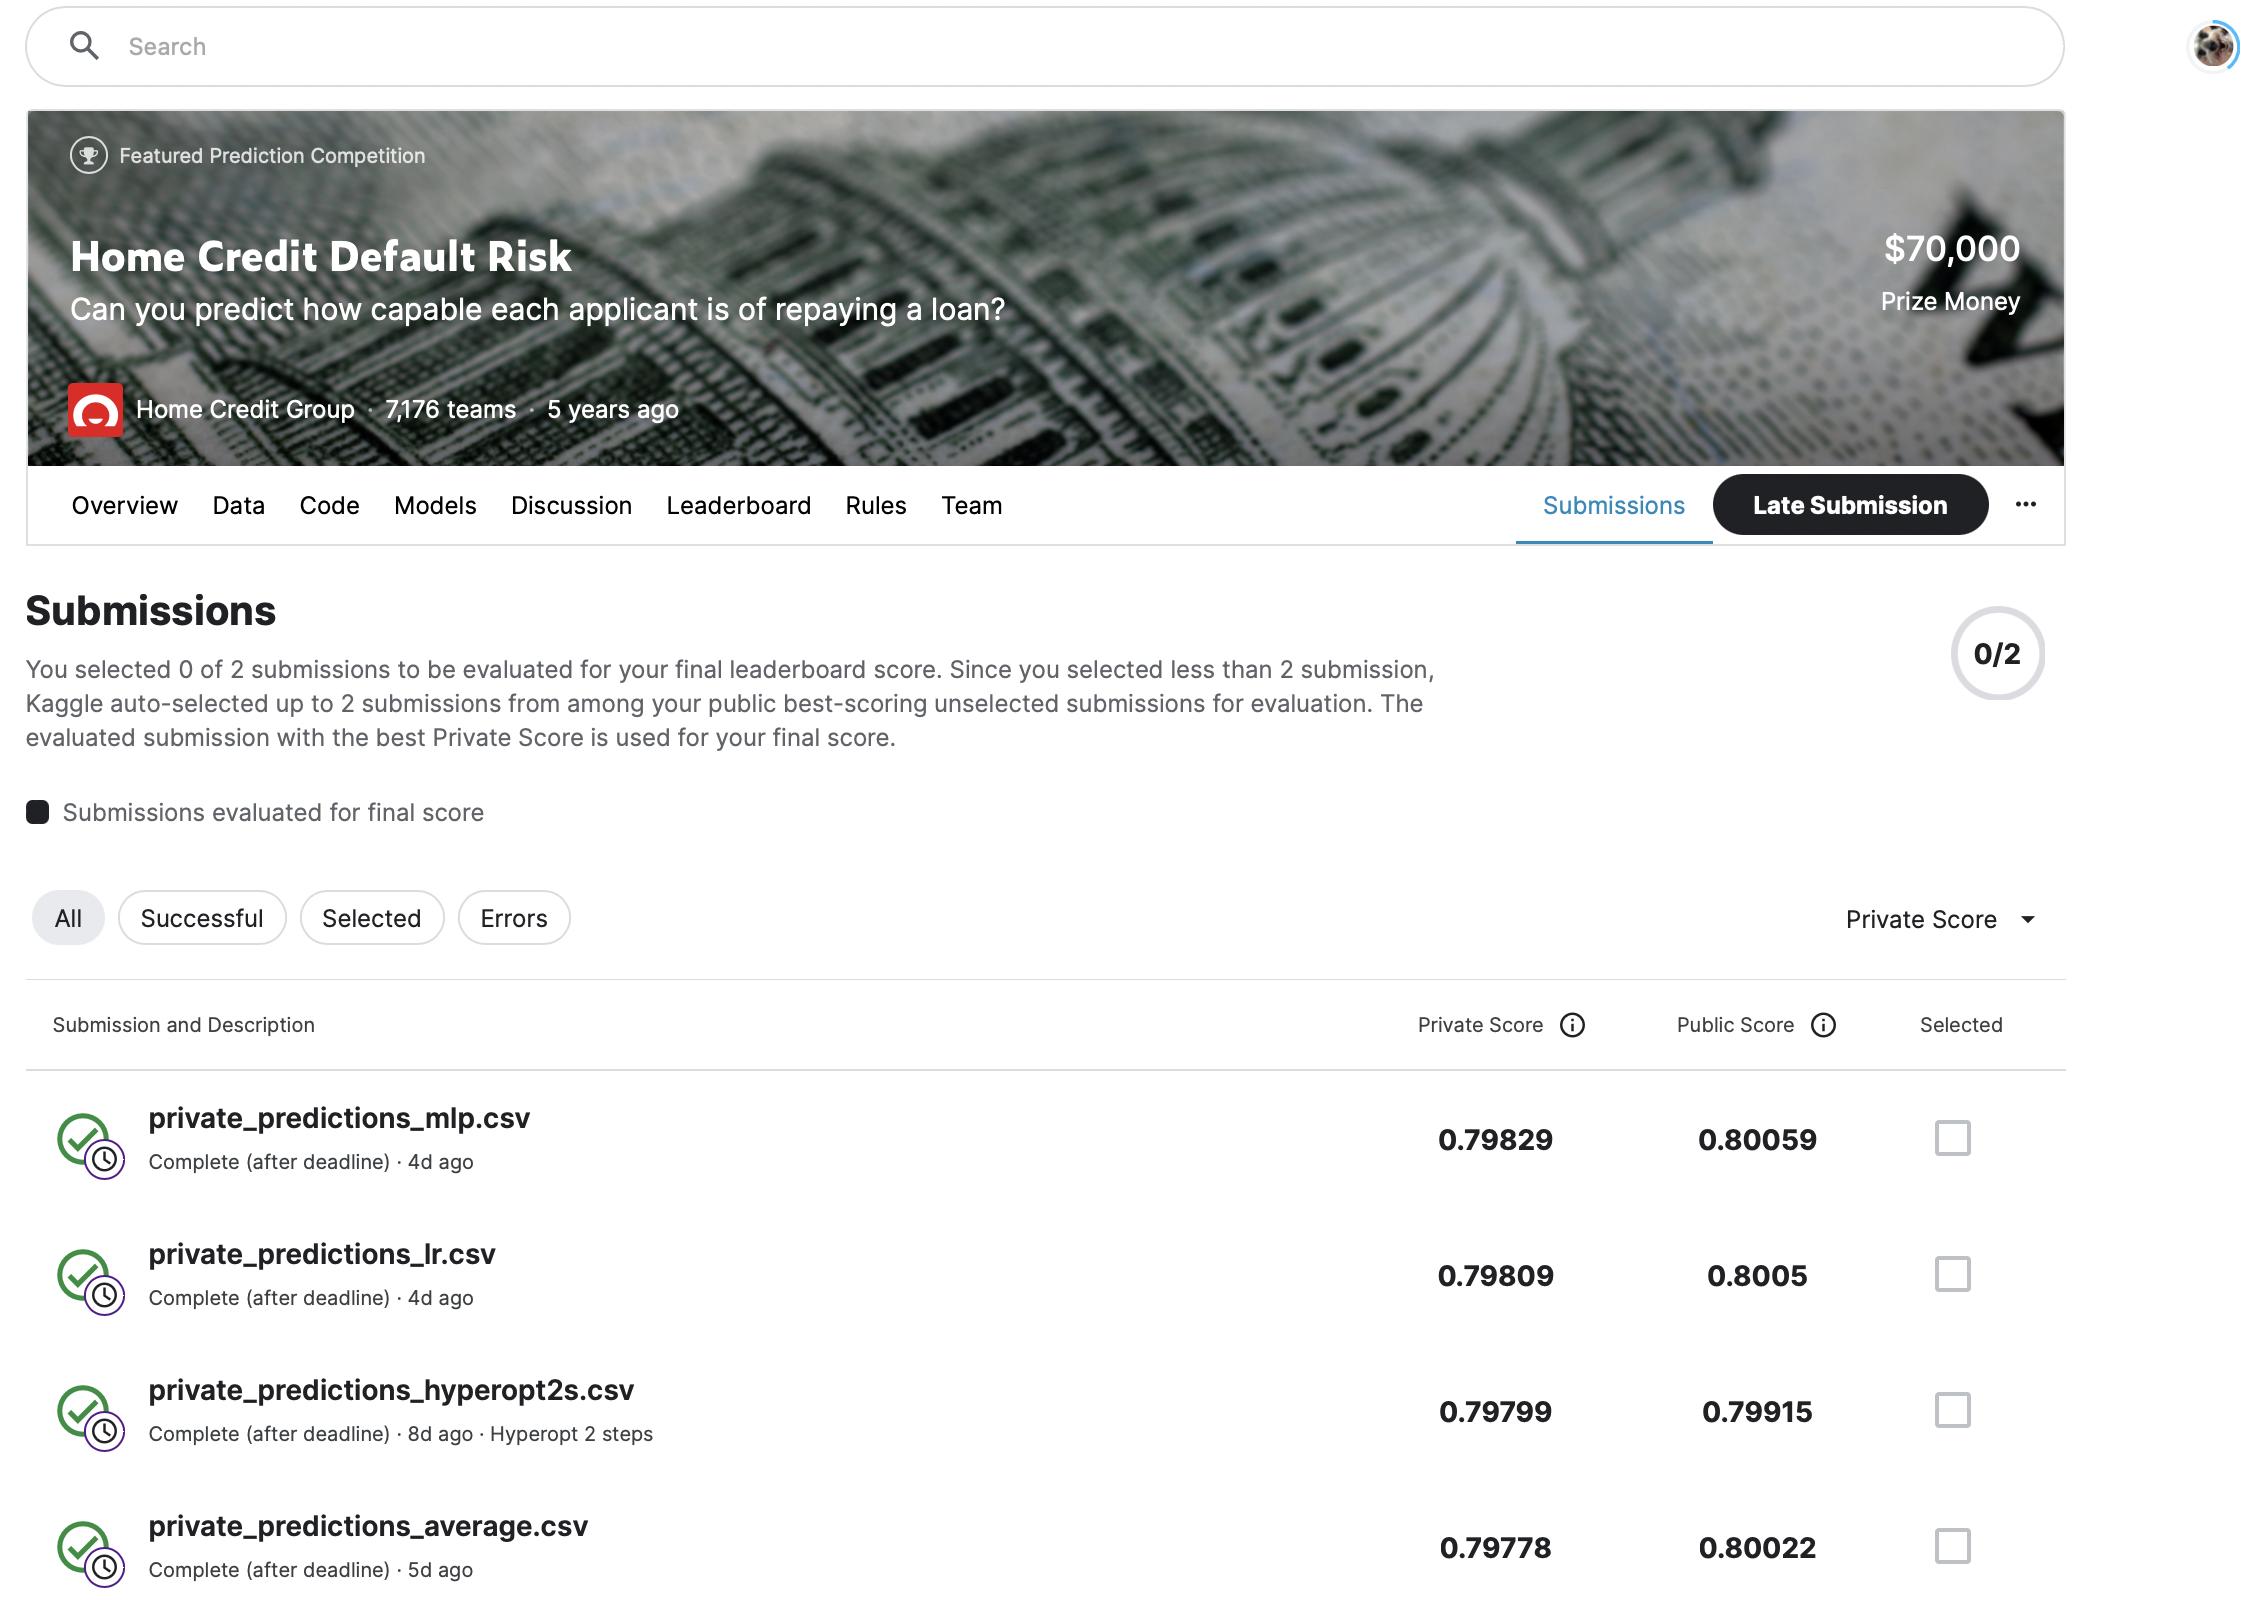 Search
Featured Prediction Competition
Home Credit Default Risk
Can you predict how capable each applicant is of repaying a loan?
$70,000
Prize Money
Home Credit Group · 7,176 teams · 5 years ago
Overview Data Code Models Discussion Leaderboard Rules Team Submissions Late Submission ...
Submissions
0/2
You selected 0 of 2 submissions to be evaluated for your final leaderboard score. Since you selected less than 2 submission,
Kaggle auto-selected up to 2 submissions from among your public best-scoring unselected submissions for evaluation. The
evaluated submission with the best Private Score is used for your final score.
Submissions evaluated for final score
All Successful Selected Errors Private Score
Submission and Description Private Score Public Score Selected
private_predictions_mlp.csv
Complete (after deadline) · 4d ago
0.79829 0.80059
private_predictions_lr.csv
Complete (after deadline) · 4d ago
0.79809 0.8005
private_predictions_hyperopt2s.csv
Complete (after deadline) · 8d ago · Hyperopt 2 steps
0.79799 0.79915
private_predictions_average.csv
Complete (after deadline) · 5d ago
0.79778 0.80022